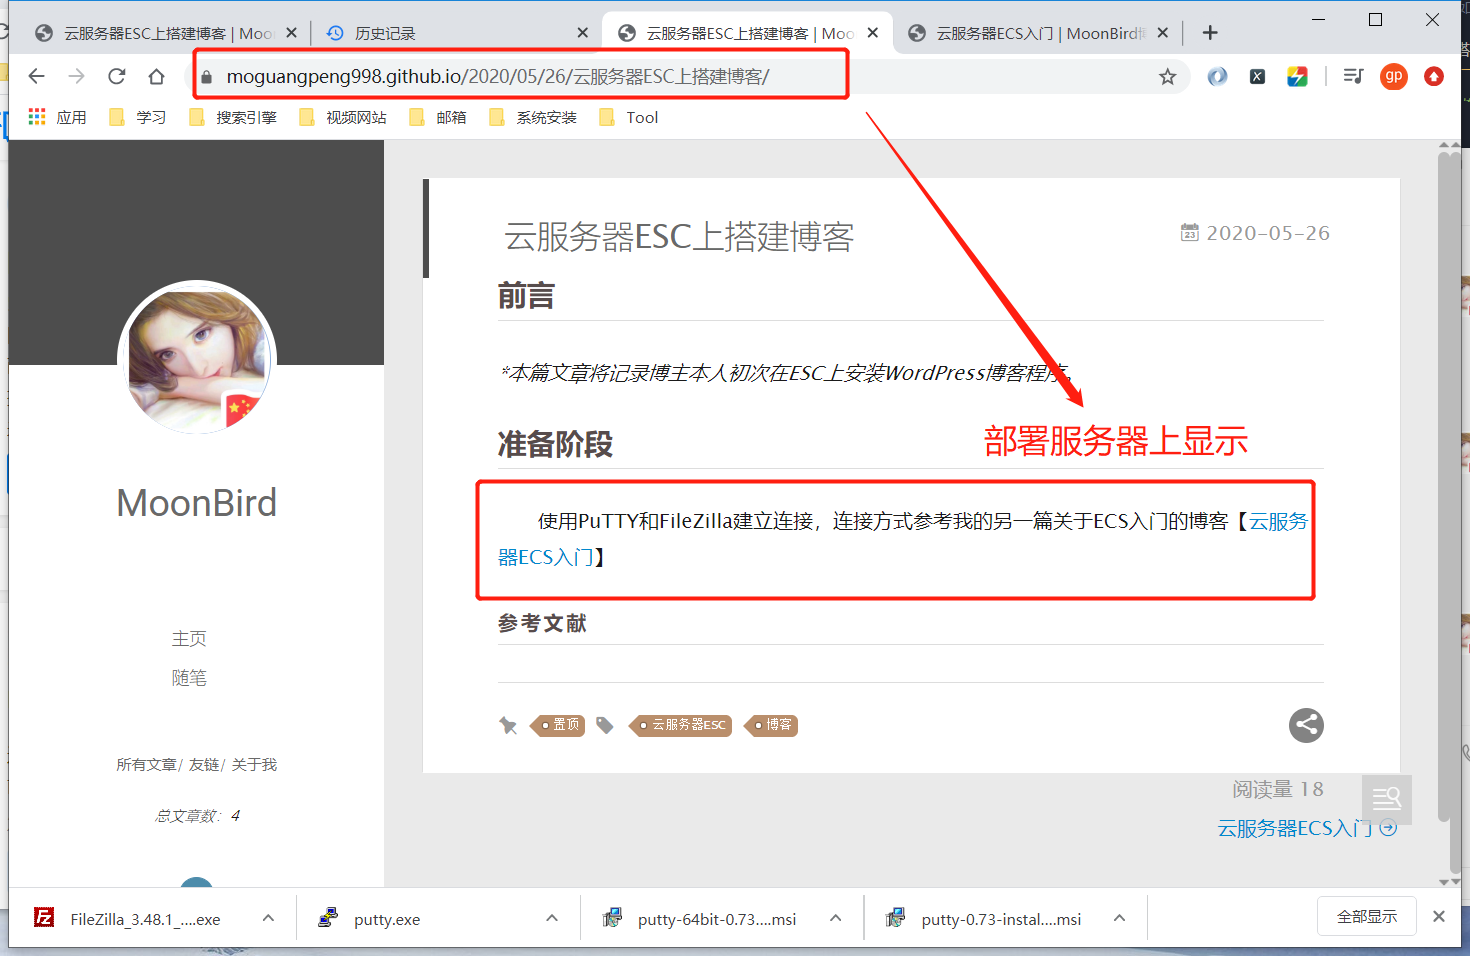 云服务器ESC上搭建博客 | Moo
历史记录
云服务器ESC上搭建博客 | Moo
云服务器ECS入门 | MoonBird
moguangpeng998.github.io/2020/05/26/云服务器ESC上搭建博客/
gp
应用
学习
搜索引擎
视频网站
邮箱
系统安装
Tool
云服务器ESC上搭建博客
23
2020-05-26
前言
*本篇文章将记录博主本人初次在ESC上安装WordPress博客程序。
准备阶段
部署服务器上显示
使用PuTTY和FileZilla建立连接，连接方式参考我的另一篇关于ECS入门的博客【云服务
器ECS入门】
参考文献
置顶
云服务器ESC
博客
阅读量 18
云服务器ECS入门
MoonBird
主页
随笔
所有文章/ 友链/ 关于我
总文章数：4
FileZilla_3.48.1_....exe
putty.exe
putty-64bit-0.73....msi
putty-0.73-instal....msi
全部显示